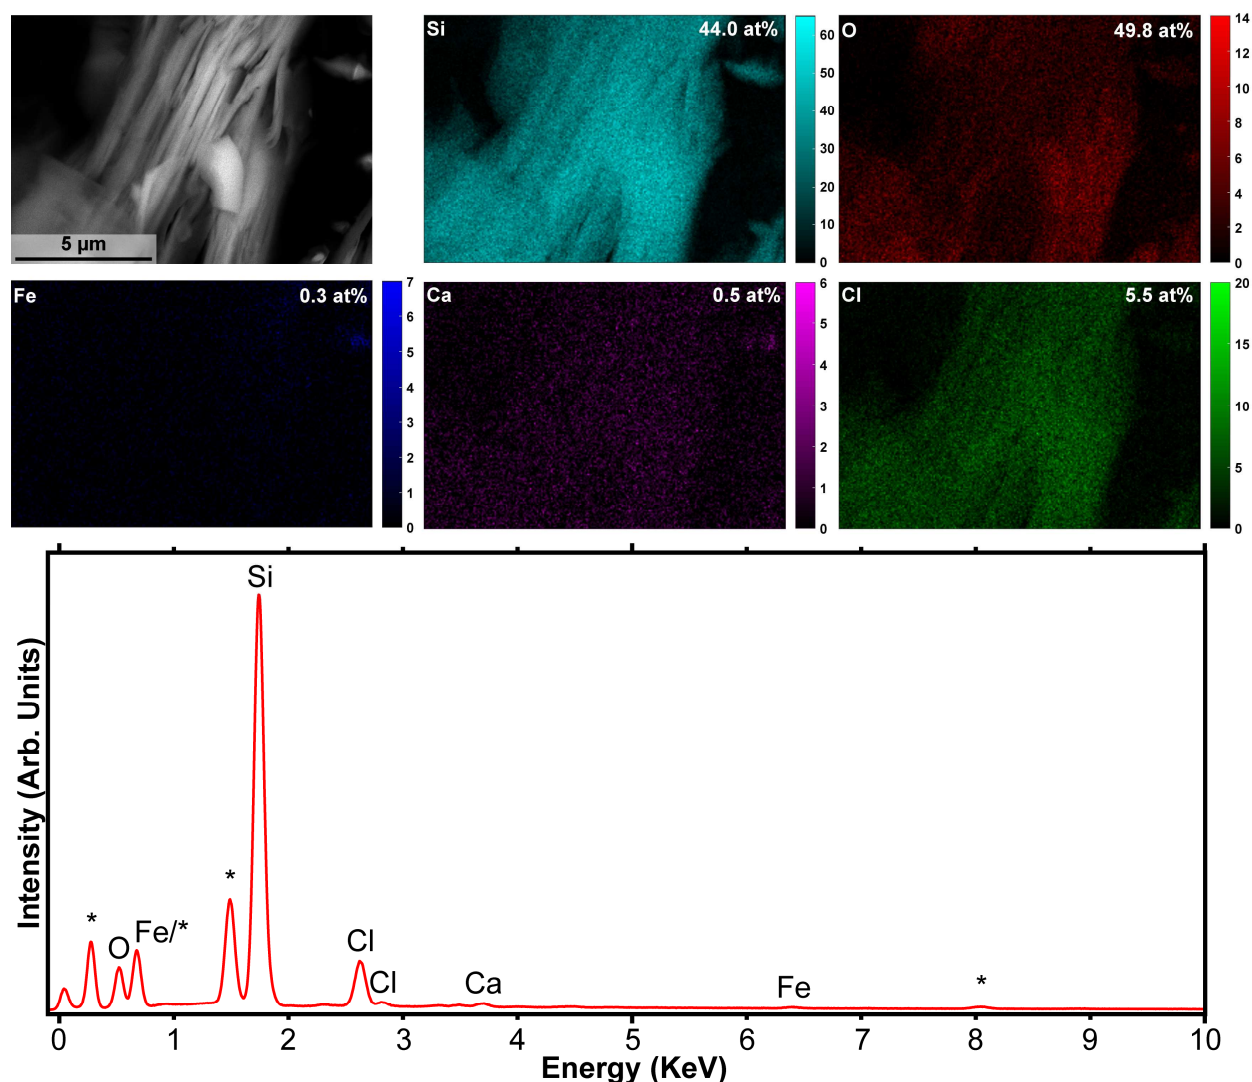 Si 44.0 at%
60
50
40
30
20
10
0
O 49.8 at%
14
12
10
8
6
4
2
0
5 µm
Fe 0.3 at%
7
6
5
4
3
2
1
0
Ca 0.5 at%
6
5
4
3
2
1
0
Cl 5.5 at%
20
15
10
5
0
Intensity (Arb. Units)
Si
*
*
O
Fe/*
Cl
Cl
Ca
Fe
*
0 1 2 3 4 5 6 7 8 9 10
Energy (KeV)